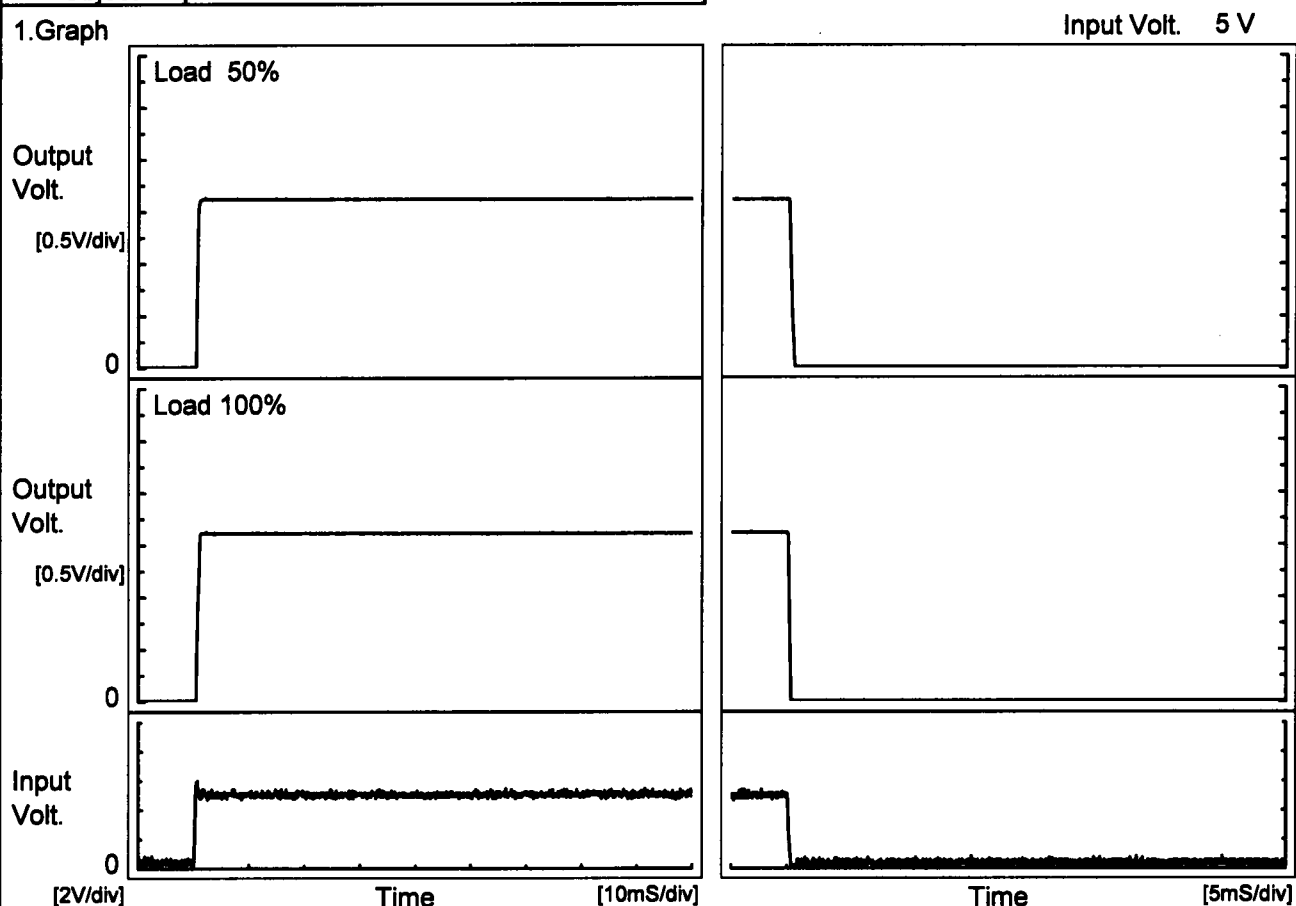 1.Graph
Input Volt. 5 V
Load 50%
Output
Volt.
[0.5V/div]
0
Load 100%
Output
Volt.
[0.5V/div]
0
Input
Volt.
0
[2V/div]
Time
[10mS/div]
Time
[5mS/div]